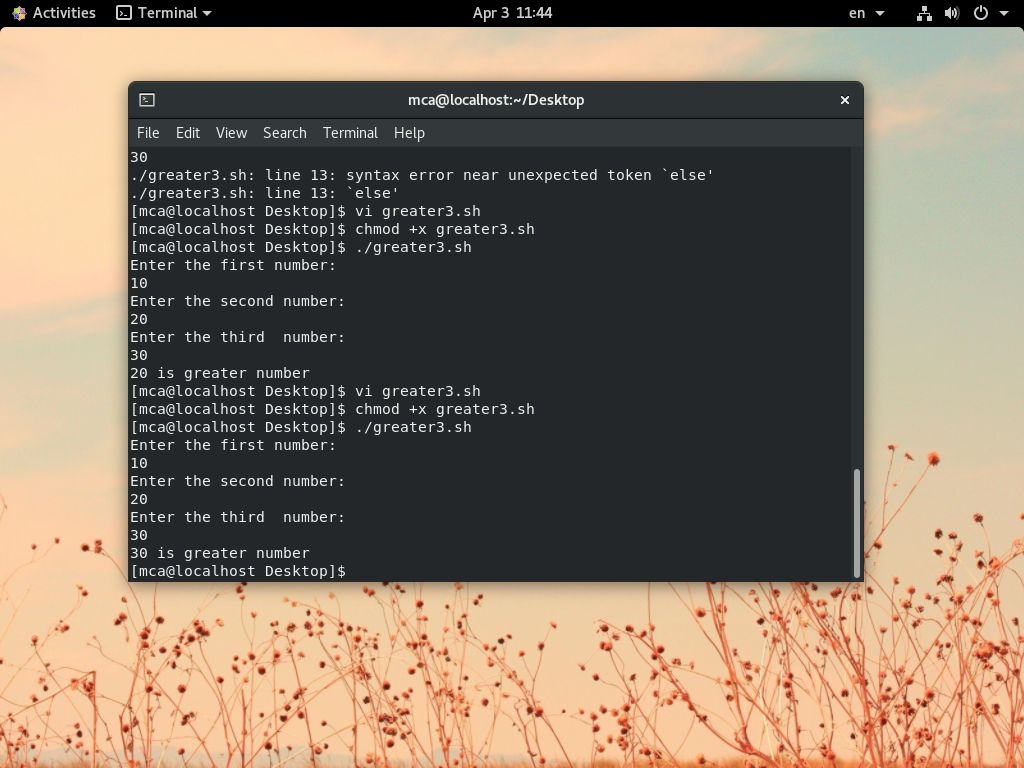 Activities Terminal Apr 3 11:44 en
mca@localhost:~/Desktop
File Edit View Search Terminal Help
30
./greater3.sh: line 13: syntax error near unexpected token `else'
./greater3.sh: line 13: `else'
[mca@localhost Desktop]$ vi greater3.sh
[mca@localhost Desktop]$ chmod +x greater3.sh
[mca@localhost Desktop]$ ./greater3.sh
Enter the first number:
10
Enter the second number:
20
Enter the third  number:
30
20 is greater number
[mca@localhost Desktop]$ vi greater3.sh
[mca@localhost Desktop]$ chmod +x greater3.sh
[mca@localhost Desktop]$ ./greater3.sh
Enter the first number:
10
Enter the second number:
20
Enter the third  number:
30
30 is greater number
[mca@localhost Desktop]$